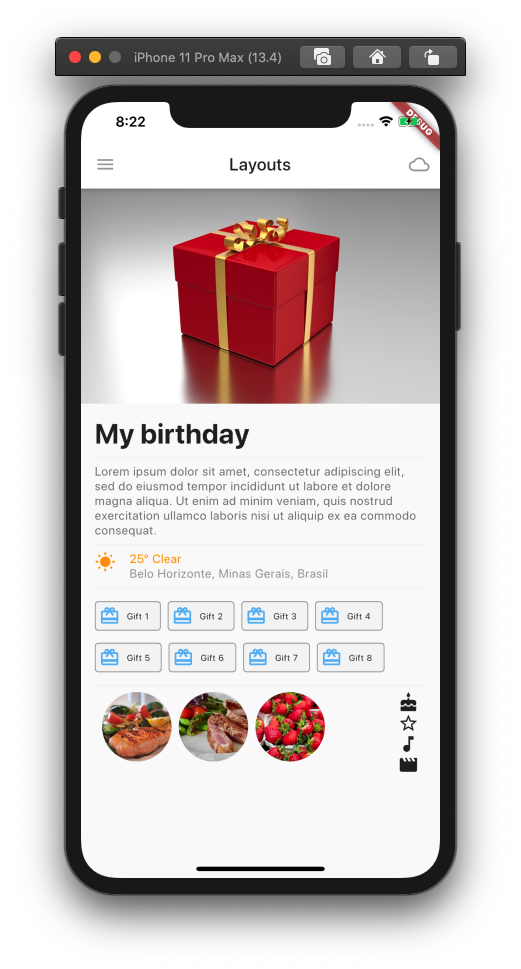 iPhone 11 Pro Max (13.4)
8:22
DEBUG
Layouts
My birthday
Lorem ipsum dolor sit amet, consectetur adipiscing elit,
sed do eiusmod tempor incididunt ut labore et dolore
magna aliqua. Ut enim ad minim veniam, quis nostrud
exercitation ullamco laboris nisi ut aliquip ex ea commodo
consequat.
25° Clear
Belo Horizonte, Minas Gerais, Brasil
Gift 1 Gift 2 Gift 3 Gift 4
Gift 5 Gift 6 Gift 7 Gift 8